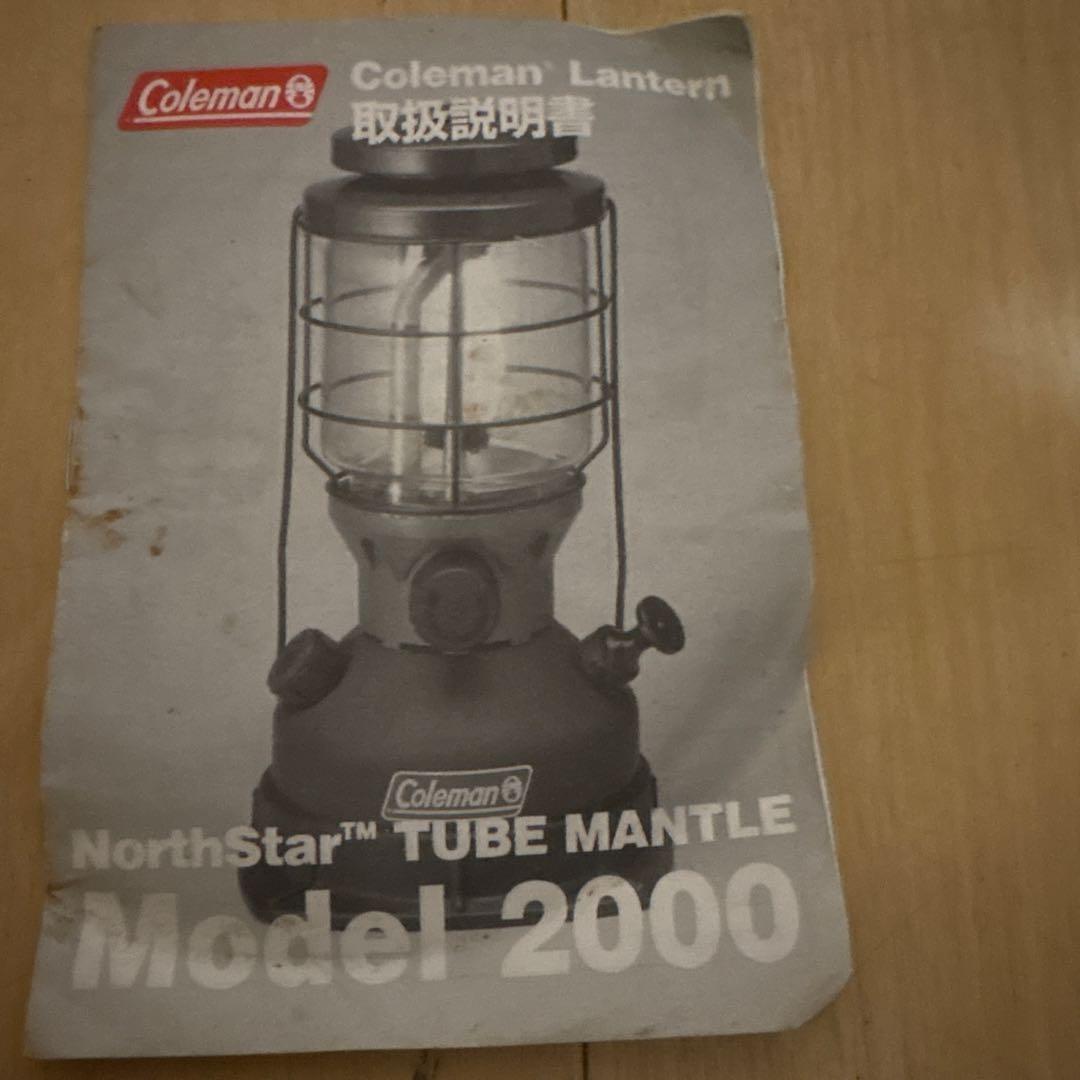 Coleman
Coleman® Lantern
取扱説明書
Coleman
NorthStar™ TUBE MANTLE
Model 2000